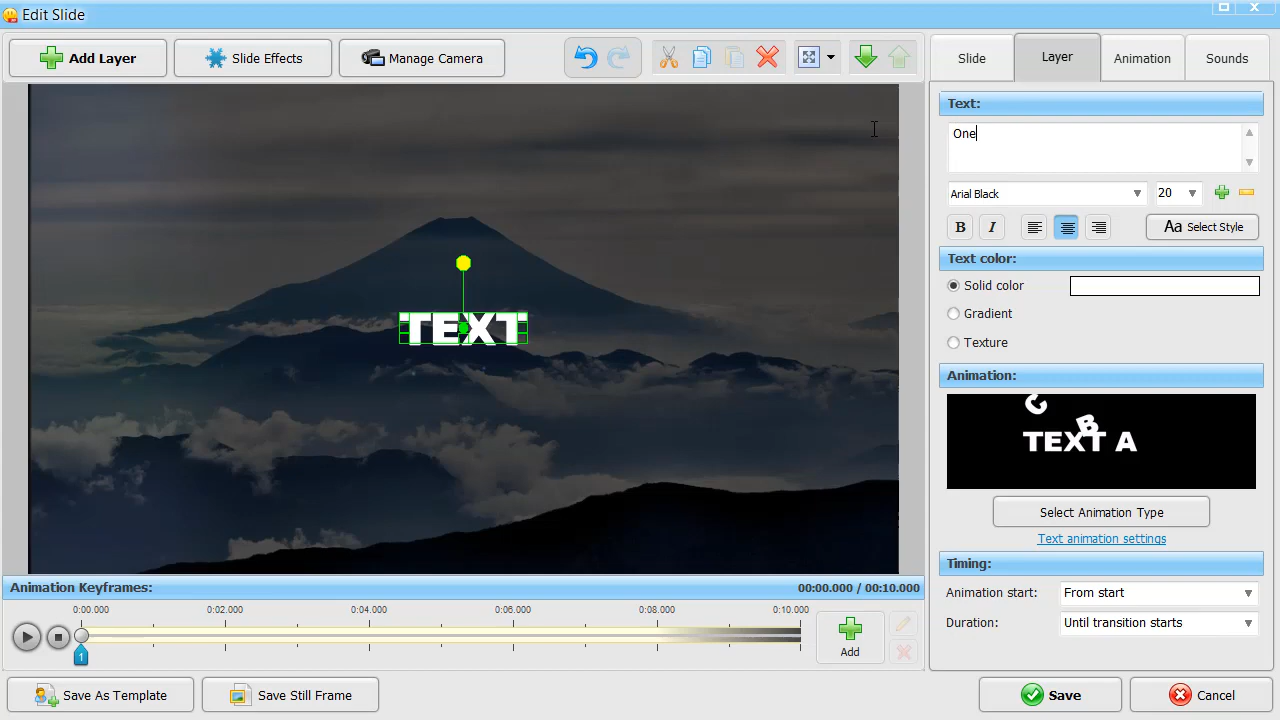 Edit Slide
Add Layer
Slide Effects
Manage Camera
Slide
Layer
Animation
Sounds
Text:
One
Arial Black
20
B
I
Aa Select Style
Text color:
Solid color
Gradient
Texture
Animation:
C
B
TEXT A
Select Animation Type
Text animation settings
Timing:
Animation start:
From start
Duration:
Until transition starts
TEXT
Animation Keyframes:
00:00.000 / 00:10.000
0:00.000
0:02.000
0:04.000
0:06.000
0:08.000
0:10.000
1
Add
Save As Template
Save Still Frame
Save
Cancel